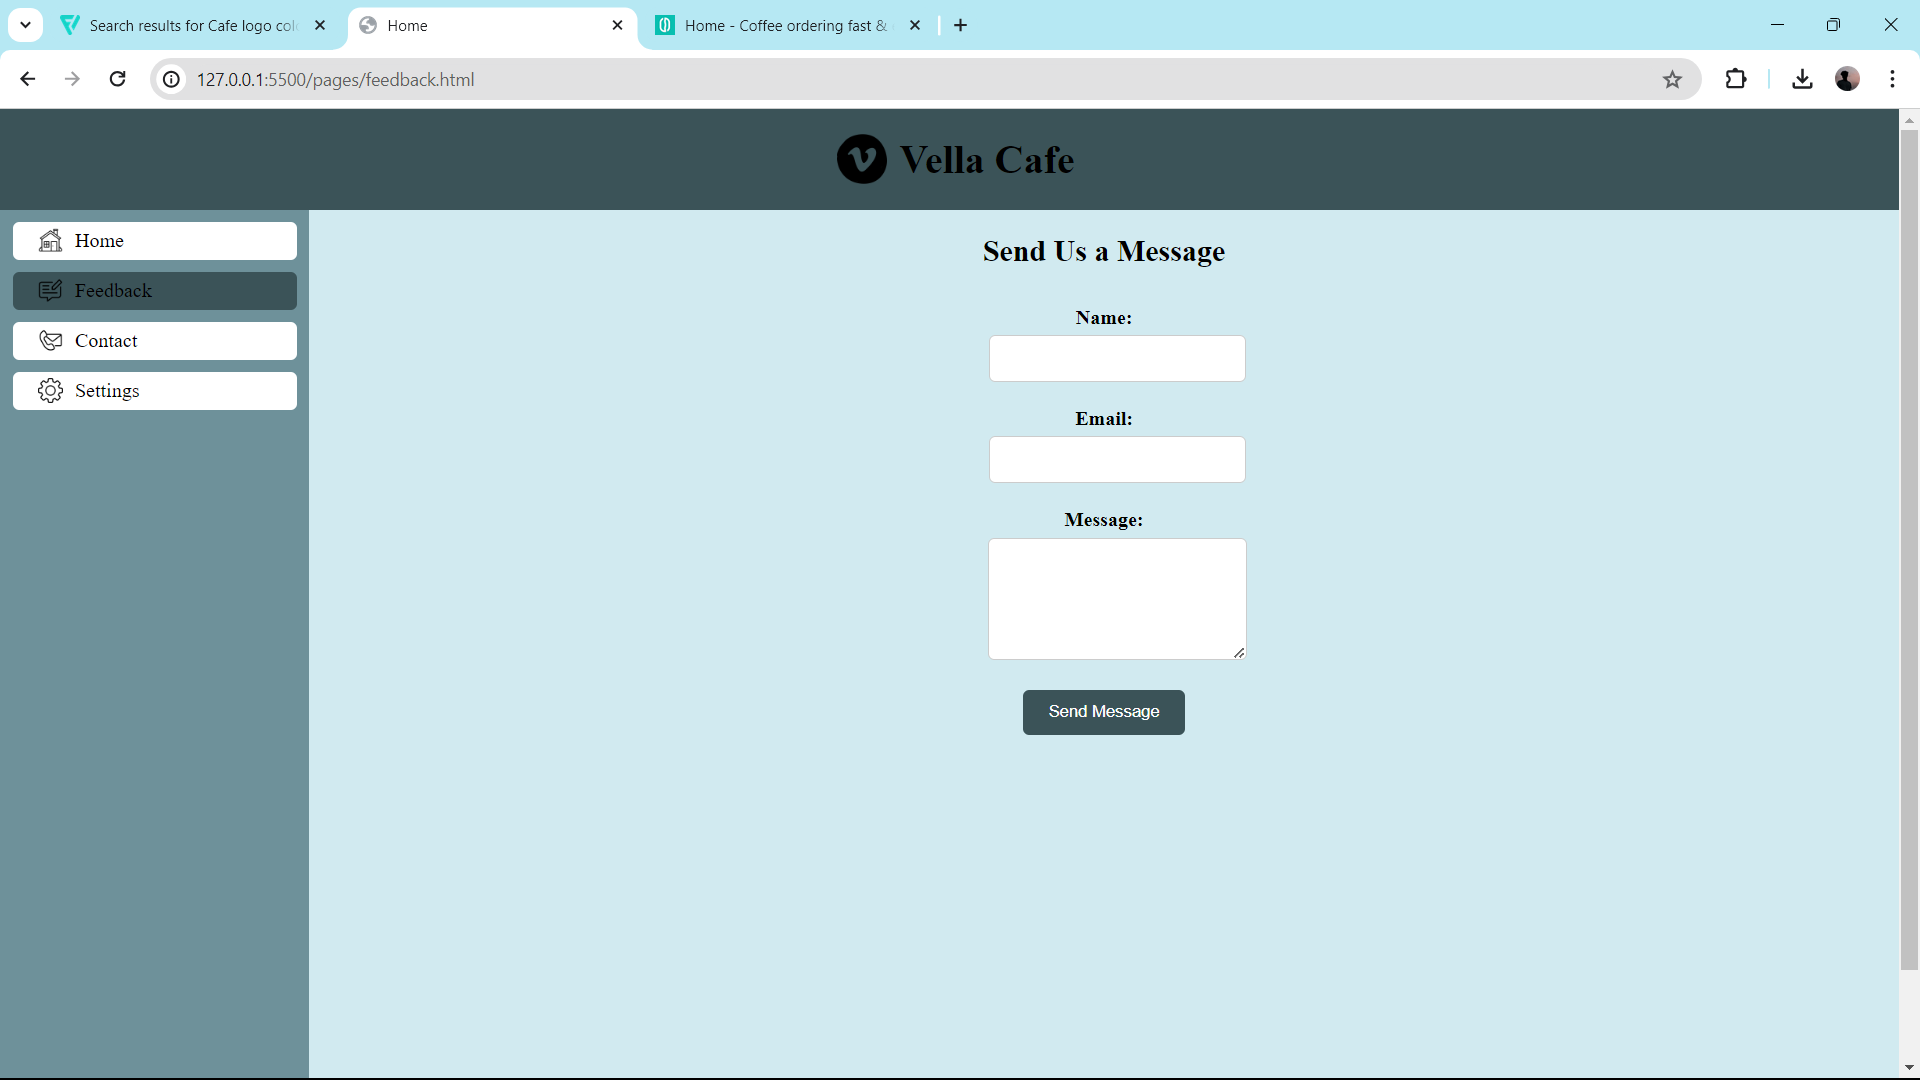 Search results for Cafe logo col
Home
Home - Coffee ordering fast &
127.0.0.1:5500/pages/feedback.html
Vella Cafe
Home
Feedback
Contact
Settings
Send Us a Message
Name:
Email:
Message:
Send Message